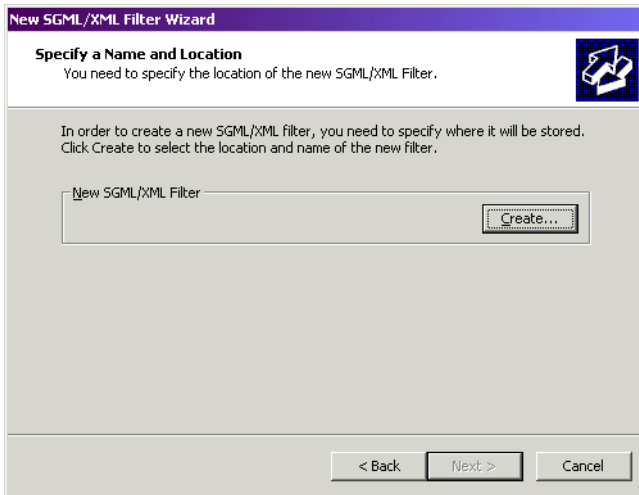 New SGML/XML Filter Wizard
Specify a Name and Location
You need to specify the location of the new SGML/XML Filter.
In order to create a new SGML/XML filter, you need to specify where it will be stored.
Click Create to select the location and name of the new filter.
New SGML/XML Filter
Create...
< Back
Next >
Cancel